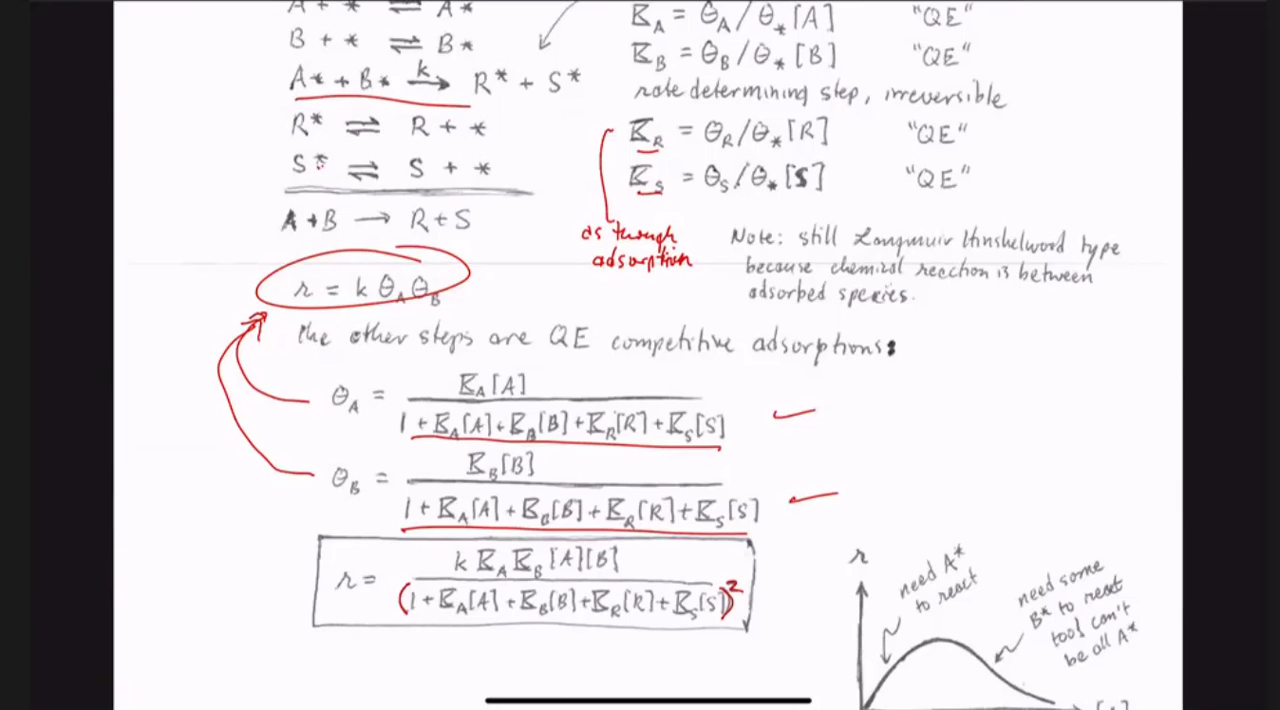 A + * ⇌ A*
B + * ⇌ B*
A* + B* k→ R* + S*
R* ⇌ R + *
S* ⇌ S + *
A + B → R + S
K_A = θ_A / θ_* [A] "QE"
K_B = θ_B / θ_* [B] "QE"
rate determining step, irreversible
K_R = θ_R / θ_* [R] "QE"
K_S = θ_S / θ_* [S] "QE"
as through
adsorption
Note: still Langmuir Hinshelwood type
because chemical reaction is between
adsorbed species.
r = k θ_A θ_B
the other steps are QE competitive adsorptions:
θ_A = K_A[A] / 1 + K_A[A] + K_B[B] + K_R[R] + K_S[S]
θ_B = K_B[B] / 1 + K_A[A] + K_B[B] + K_R[R] + K_S[S]
r = k K_A K_B [A][B] / (1 + K_A[A] + K_B[B] + K_R[R] + K_S[S])²
r
need A*
to react
need some
B* to react
too! can't
be all A*